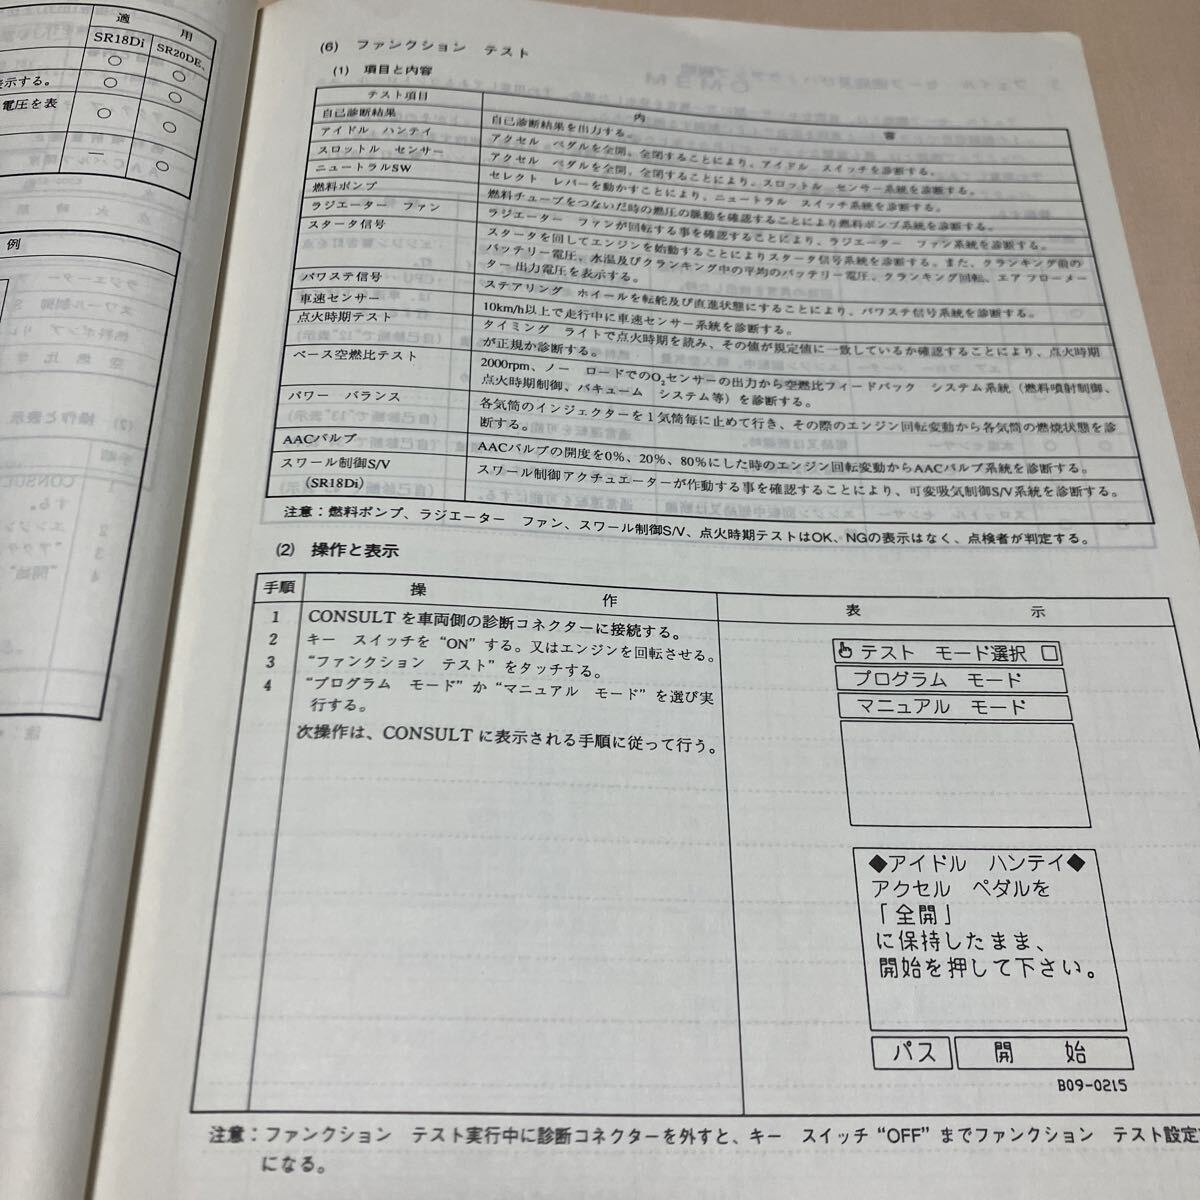 適 用
SR18Di SR20DE、
○ ○
示する。 ○ ○
電圧を表 ○ ○
○
例
(6) ファンクション テスト
(1) 項目と内容
テスト項目 内 容
自己診断結果 自己診断結果を出力する。
アイドル ハンテイ アクセル ペダルを全開、全閉することにより、アイドル スイッチを診断する。
スロットル センサー アクセル ペダルを全開、全閉することにより、スロットル センサー系統を診断する。
ニュートラルSW セレクト レバーを動かすことにより、ニュートラル スイッチ系統を診断する。
燃料ポンプ 燃料チューブをつないだ時の燃圧の脈動を確認することにより燃料ポンプ系統を診断する。
ラジエーター ファン ラジエーター ファンが回転する事を確認することにより、ラジエーター ファン系統を診断する。
スタータ信号 スタータを回してエンジンを始動することによりスタータ信号系統を診断する。また、クランキング前の
バッテリー電圧、水温及びクランキング中の平均のバッテリー電圧、クランキング回転、エアフローメー
ター出力電圧を表示する。
パワステ信号 ステアリング ホイールを転舵及び直進状態にすることにより、パワステ信号系統を診断する。
車速センサー 10km/h以上で走行中に車速センサー系統を診断する。
点火時期テスト タイミング ライトで点火時期を読み、その値が規定値に一致しているか確認することにより、点火時期
が正規か診断する。
ベース空燃比テスト 2000rpm、ノー ロードでのO2センサーの出力から空燃比フィードバック システム系統（燃料噴射制御、
点火時期制御、バキューム システム等）を診断する。
パワー バランス 各気筒のインジェクターを1気筒毎に止めて行き、その際のエンジン回転変動から各気筒の燃焼状態を診
断する。
AACバルブ AACバルブの開度を0%、20%、80%にした時のエンジン回転変動からAACバルブ系統を診断する。
スワール制御S/V スワール制御アクチュエーターが作動する事を確認することにより、可変吸気制御S/V系統を診断する。
（SR18Di）
注意：燃料ポンプ、ラジエーター ファン、スワール制御S/V、点火時期テストはOK、NGの表示はなく、点検者が判定する。
(2) 操作と表示
手順 操 作 表 示
1 CONSULT を車両側の診断コネクターに接続する。
2 キー スイッチを “ON” する。又はエンジンを回転させる。
3 “ファンクション テスト” をタッチする。
4 “プログラム モード” か “マニュアル モード” を選び実
行する。
次操作は、CONSULT に表示される手順に従って行う。
テスト モード選択 □
プログラム モード
マニュアル モード
◆アイドル ハンテイ◆
アクセル ペダルを
「全開」
に保持したまま、
開始を押して下さい。
パス 開 始
B09-0215
注意：ファンクション テスト実行中に診断コネクターを外すと、キー スイッチ “OFF” までファンクション テスト設定
になる。